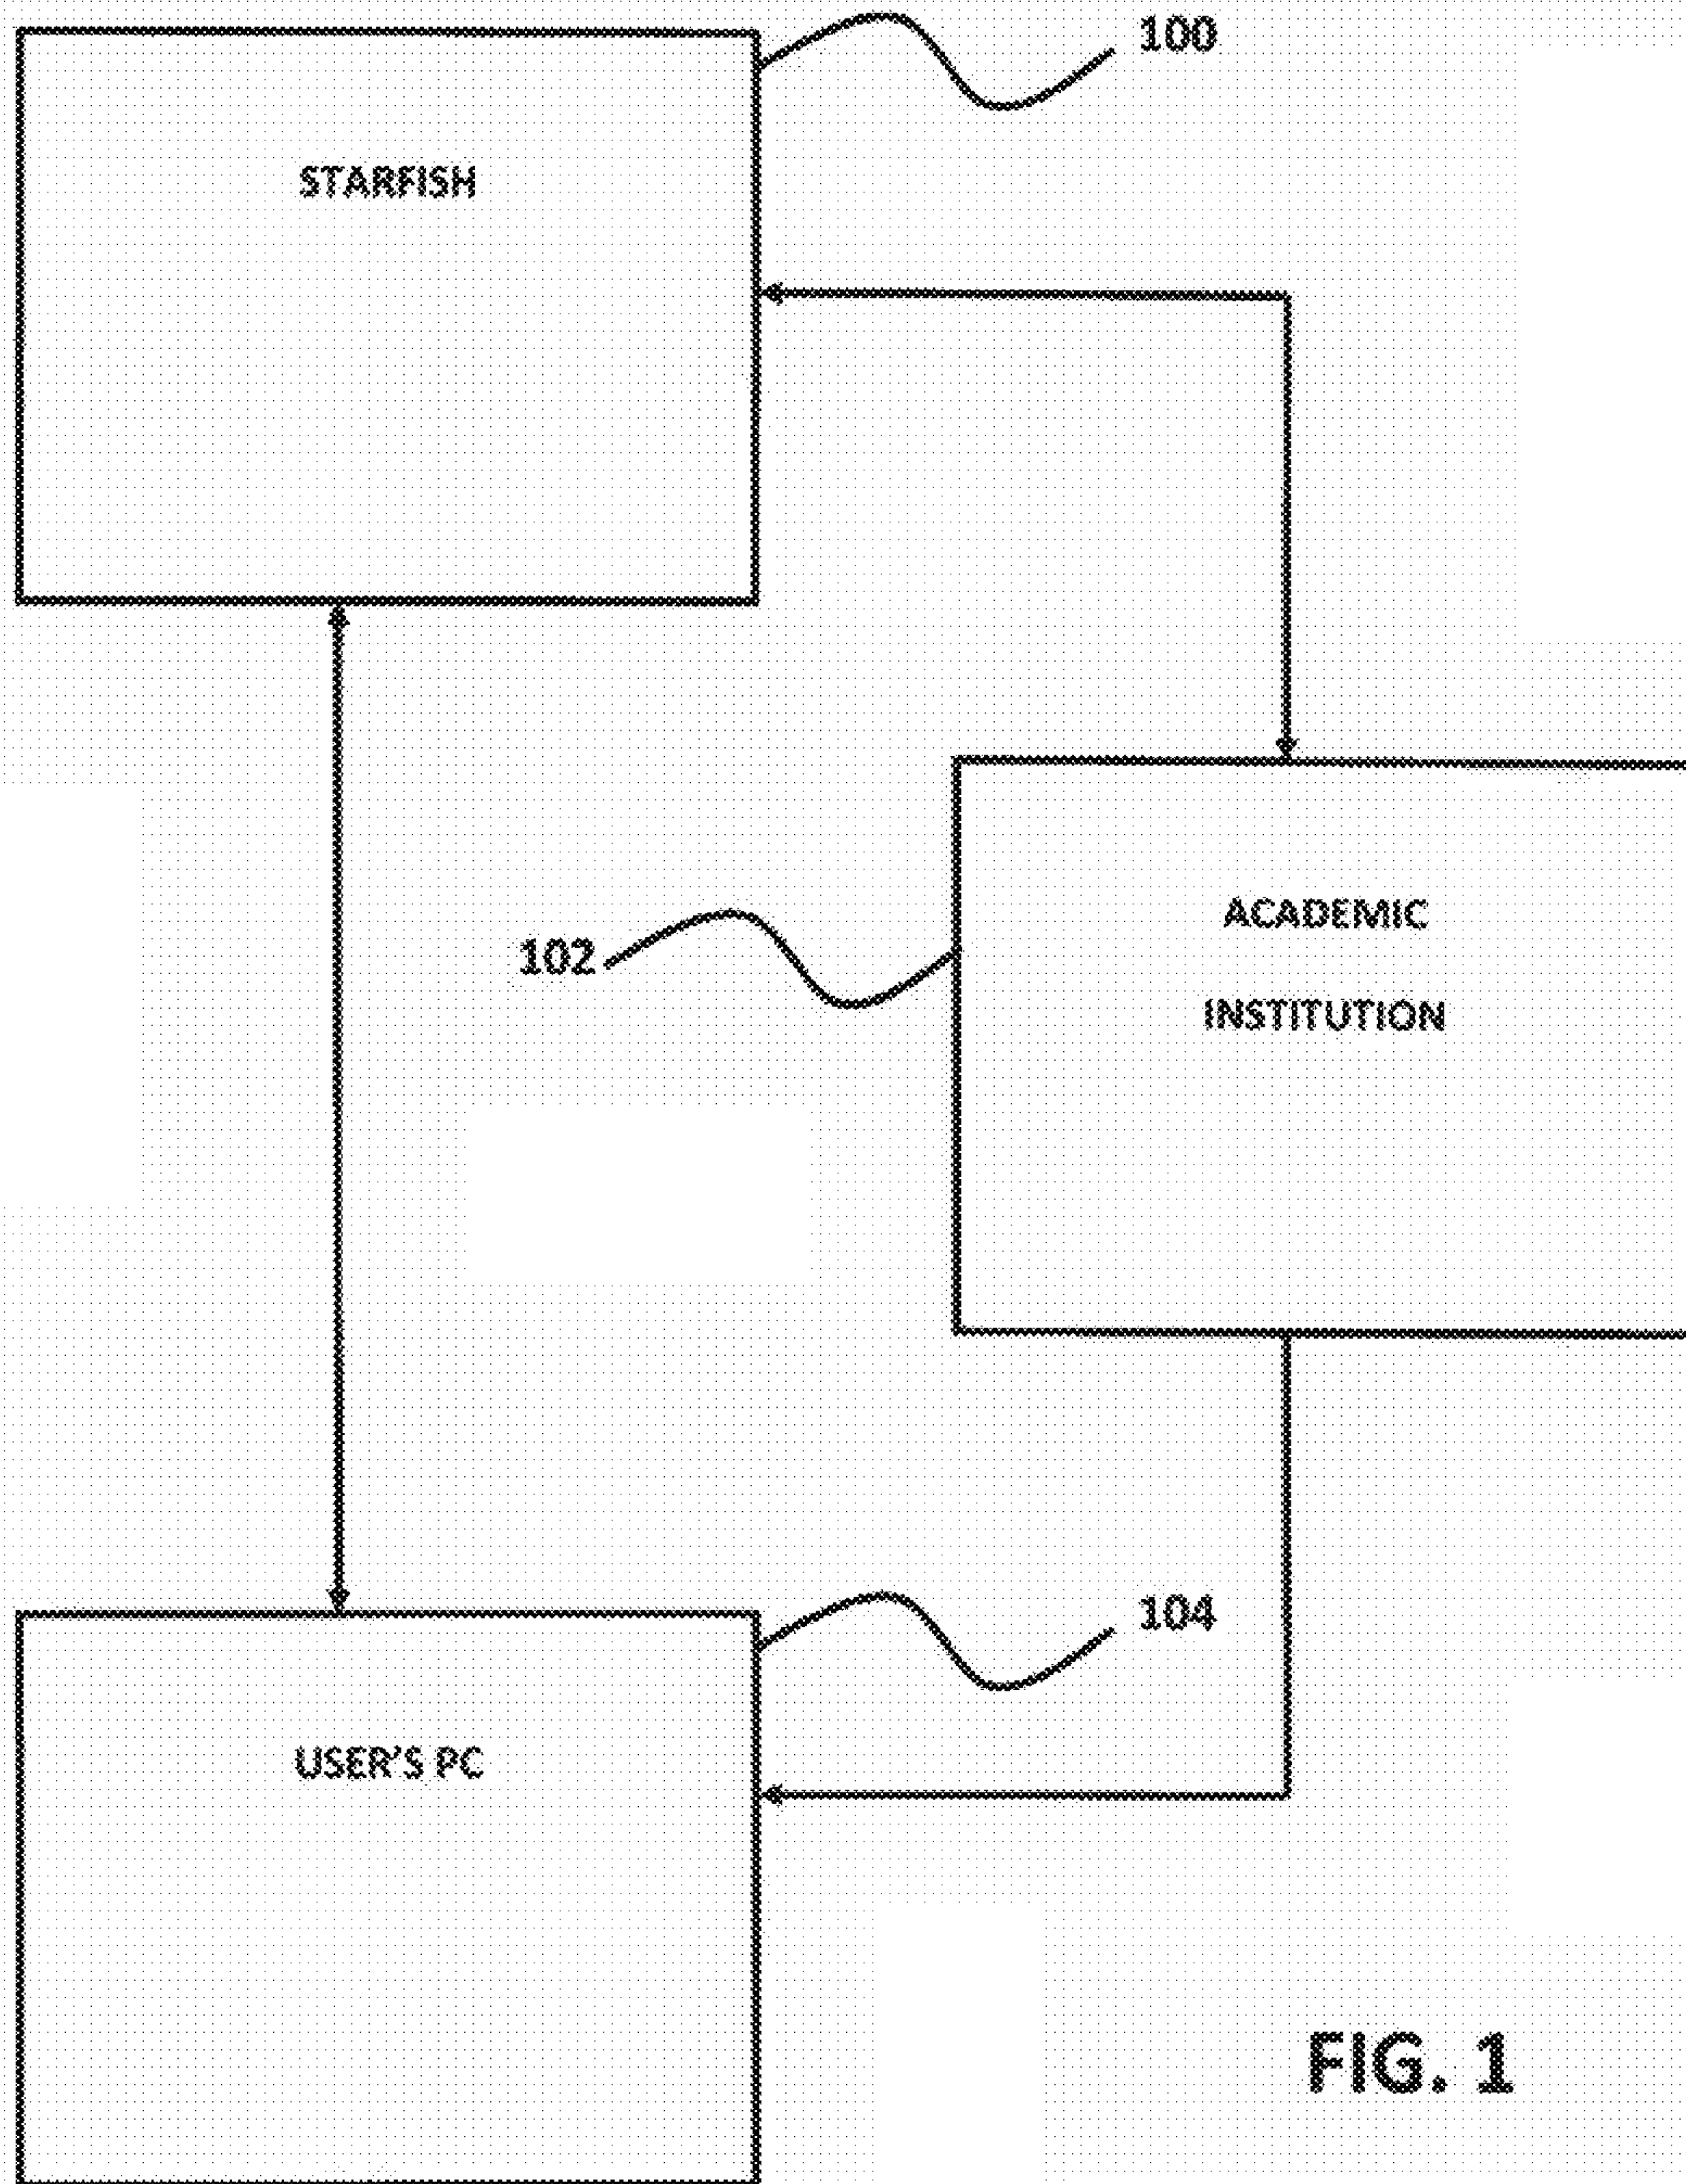 100
STARFISH
ACADEMIC
102
INSTITUTION
104
USER'S PC
FIG. 1